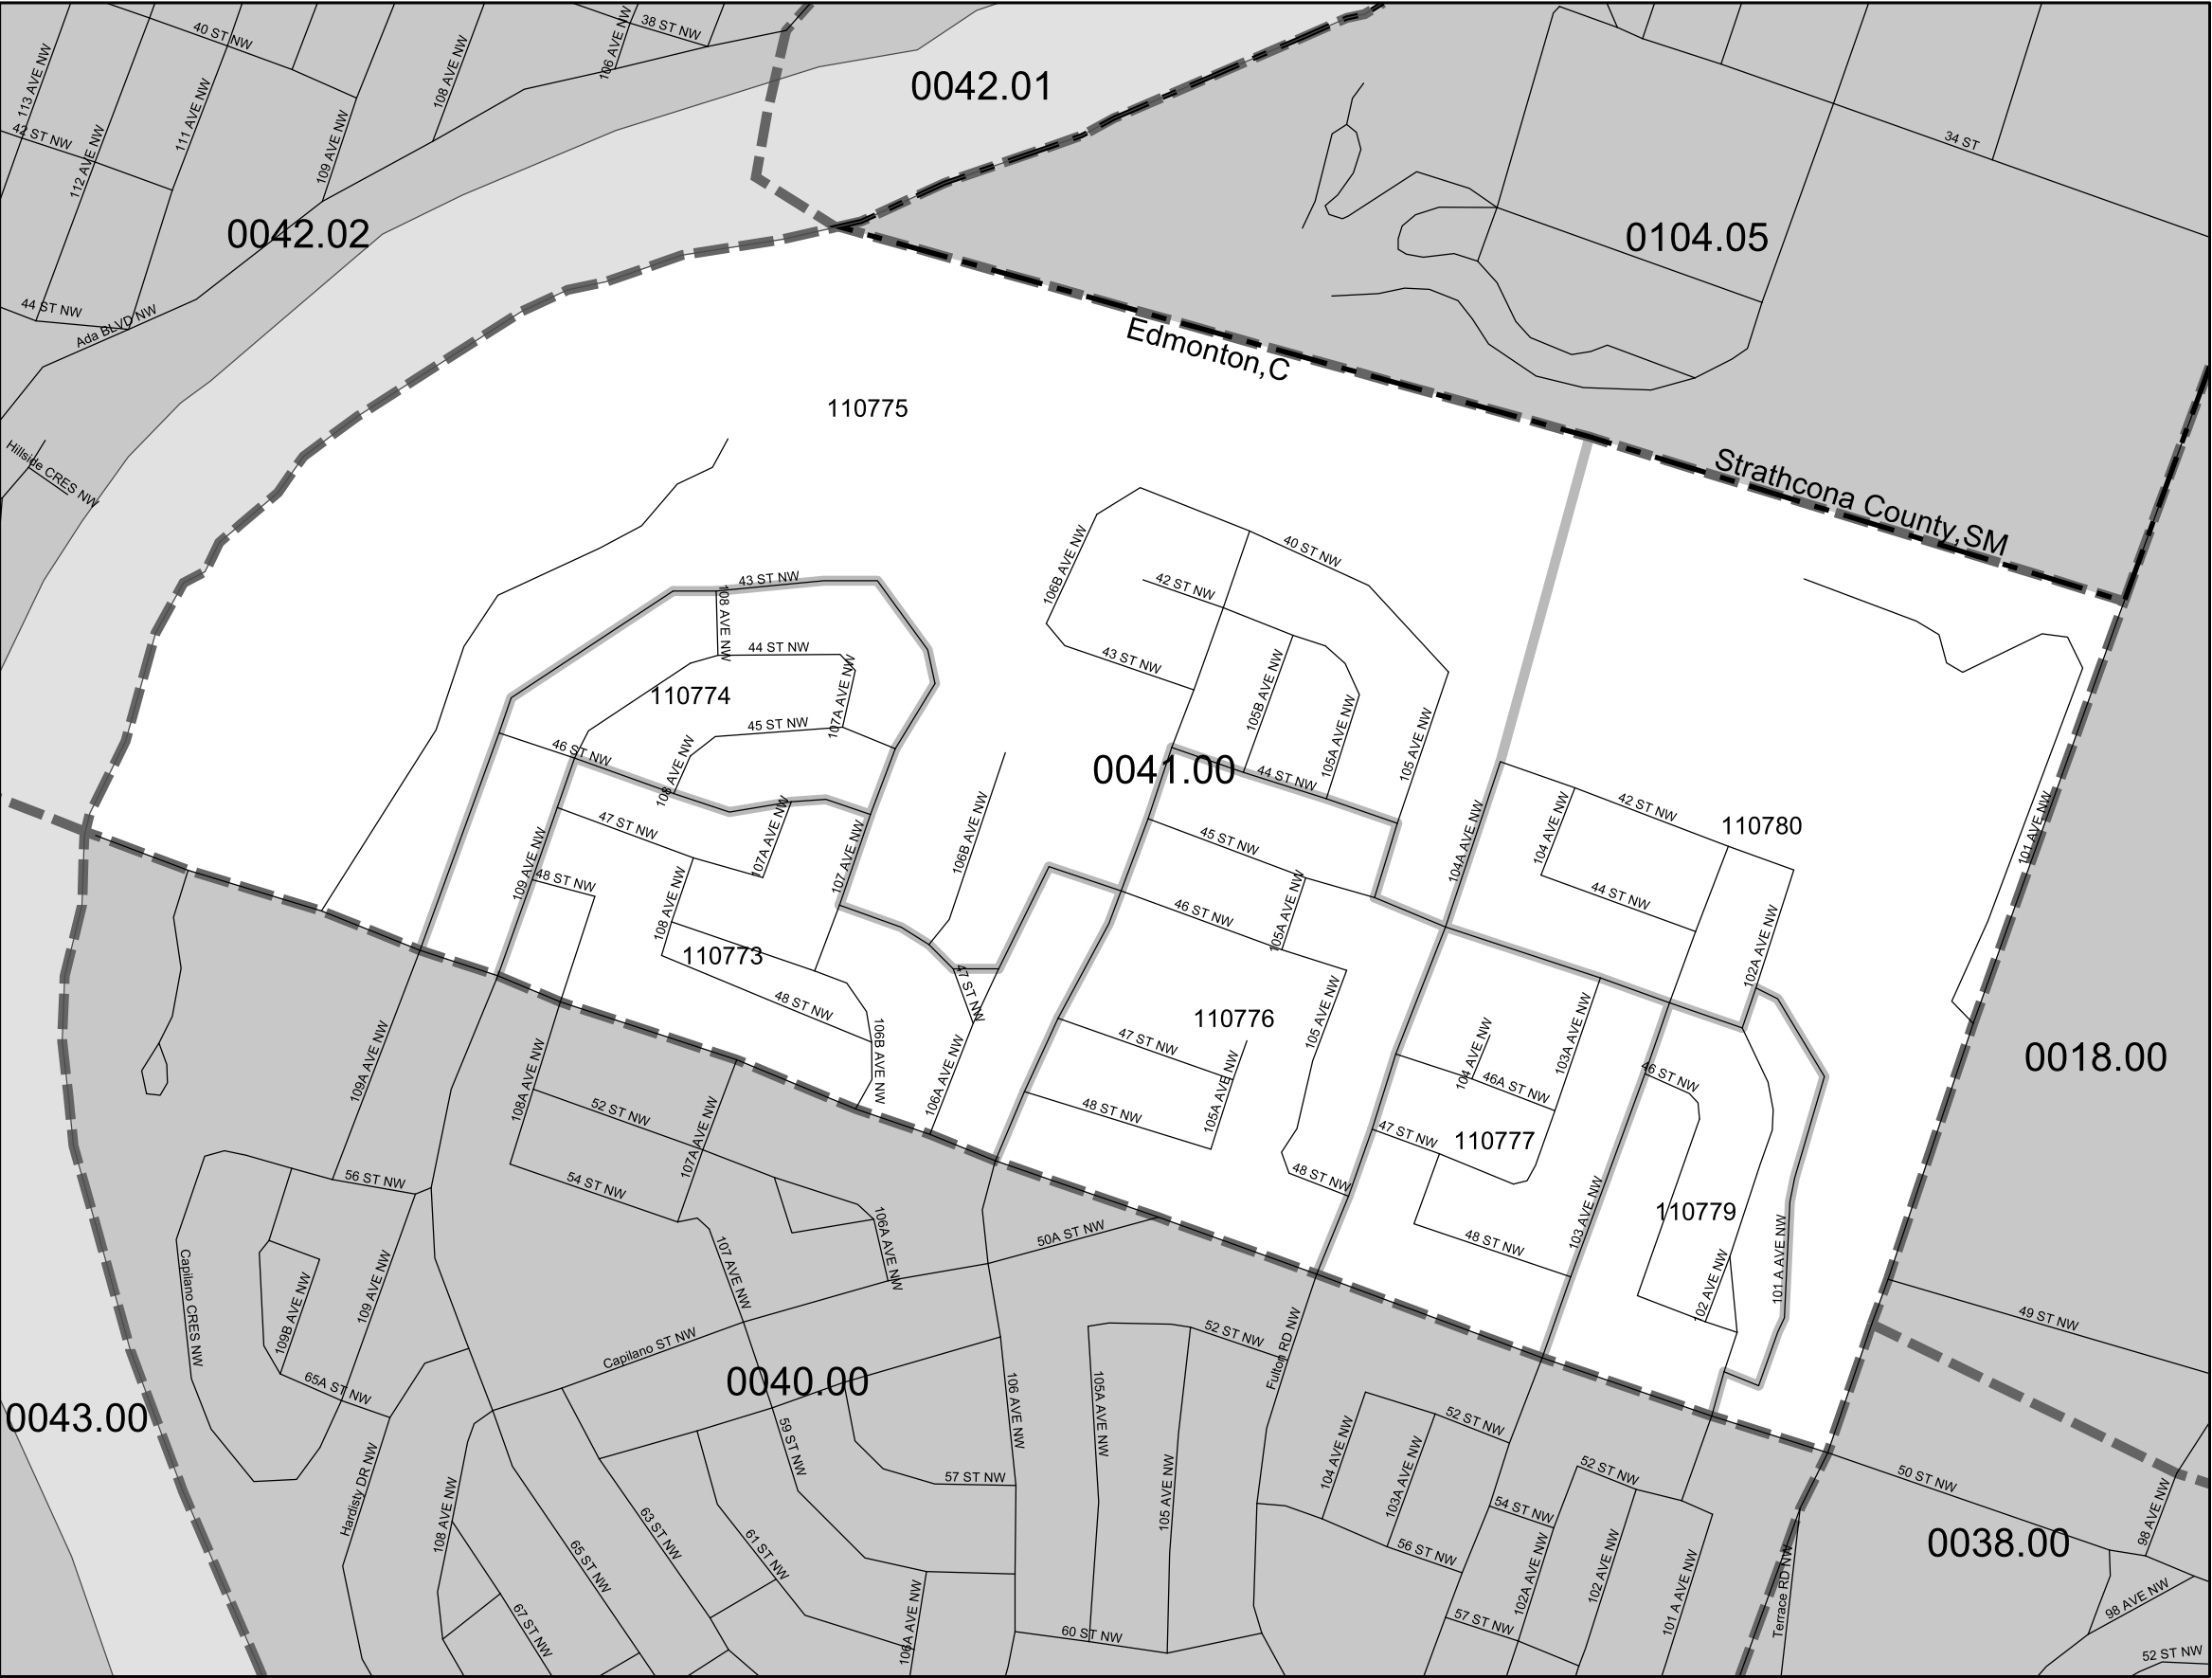 40 ST NW
38 ST NW
106 AVE NW
113 AVE NW
108 AVE NW
0042.01
111 AVE NW
42 ST NW
109 AVE NW
34 ST
112 AVE NW
0042.02
0104.05
44 ST NW
Ada BLVD NW
Edmonton,C
110775
Hillside CRES NW
Strathcona County,SM
40 ST NW
106B AVE NW
43 ST NW
42 ST NW
108 AVE NW
44 ST NW
43 ST NW
110774
107A AVE NW
105B AVE NW
105A AVE NW
105 AVE NW
45 ST NW
46 ST NW
108 AVE NW
0041.00
44 ST NW
42 ST NW
104A AVE NW
104 AVE NW
110780
101 AVE NW
47 ST NW
107A AVE NW
107 AVE NW
106B AVE NW
45 ST NW
109 AVE NW
48 ST NW
44 ST NW
108 AVE NW
46 ST NW
105A AVE NW
102A AVE NW
110773
47 ST NW
48 ST NW
106B AVE NW
110776
105 AVE NW
103A AVE NW
104 AVE NW
0018.00
109A AVE NW
108A AVE NW
106A AVE NW
47 ST NW
105A AVE NW
46A ST NW
46 ST NW
52 ST NW
107A AVE NW
48 ST NW
47 ST NW
110777
56 ST NW
54 ST NW
48 ST NW
110779
103 AVE NW
106A AVE NW
50A ST NW
48 ST NW
101 A AVE NW
102 AVE NW
Capilano CRES NW
109B AVE NW
109 AVE NW
107 AVE NW
49 ST NW
Capilano ST NW
52 ST NW
Fulton RD NW
65A ST NW
0040.00
0043.00
106 AVE NW
105A AVE NW
52 ST NW
104 AVE NW
103A AVE NW
59 ST NW
57 ST NW
105 AVE NW
52 ST NW
50 ST NW
Hardisty DR NW
108 AVE NW
63 ST NW
61 ST NW
65 ST NW
54 ST NW
56 ST NW
98 AVE NW
0038.00
102A AVE NW
102 AVE NW
101 A AVE NW
Terrace RD NW
67 ST NW
106A AVE NW
60 ST NW
57 ST NW
98 AVE NW
52 ST NW